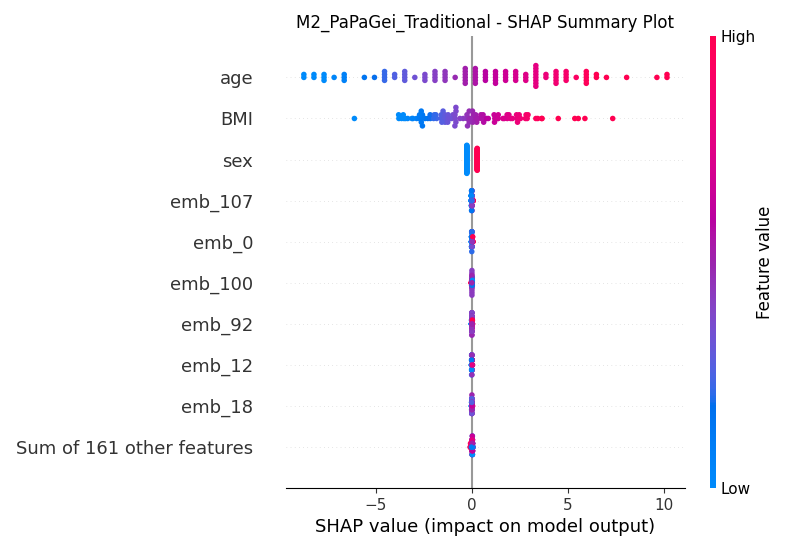 M2_PaPaGei_Traditional - SHAP Summary Plot
High
age
BMI
sex
emb_107
emb_0
emb_100
emb_92
emb_12
emb_18
Sum of 161 other features
Feature value
Low
−5 0 5 10
SHAP value (impact on model output)